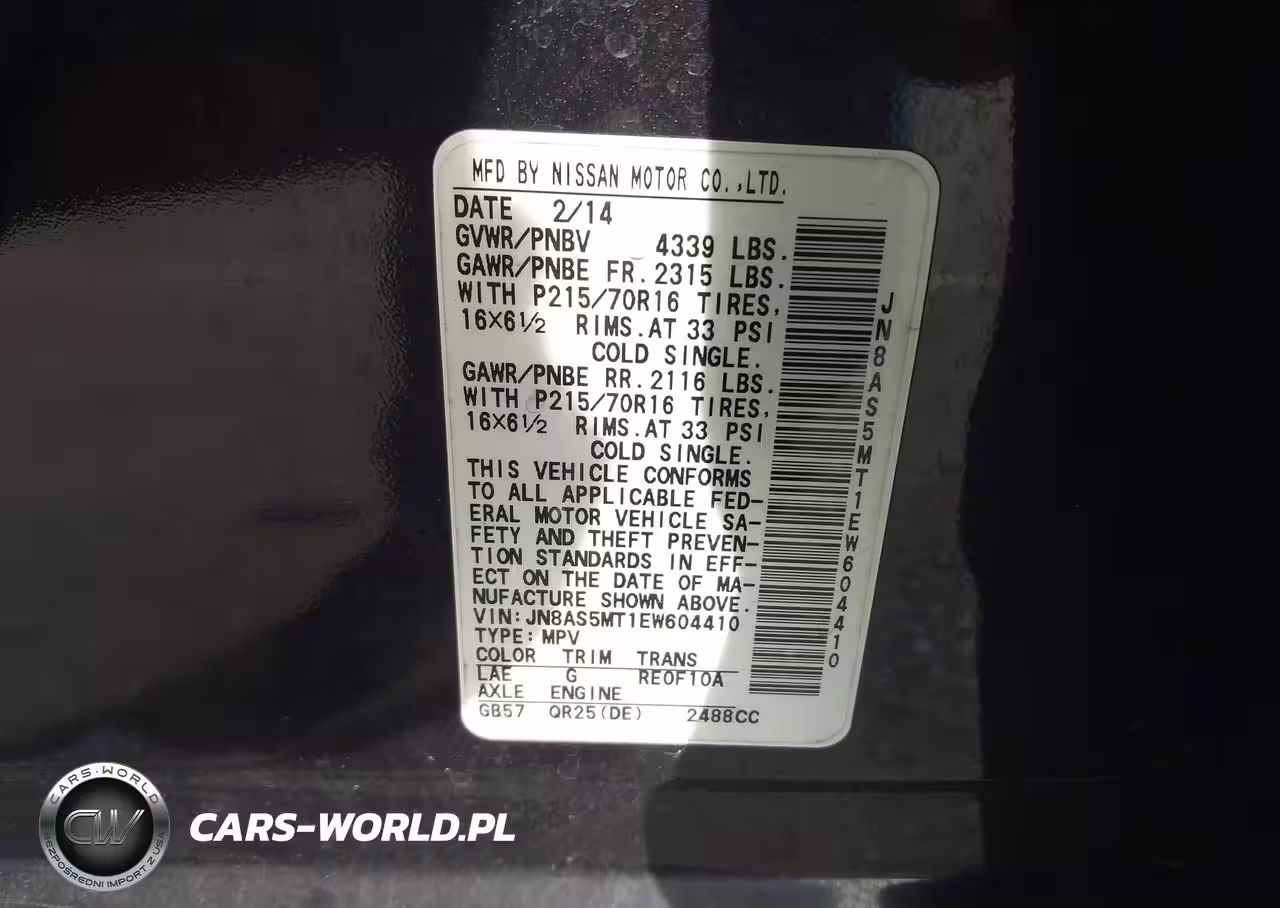 MFD BY NISSAN MOTOR CO.,LTD.
DATE 2/14
GVWR/PNBV 4339 LBS.
GAWR/PNBE FR.2315 LBS.
WITH P215/70R16 TIRES,
16X6½ RIMS.AT 33 PSI
COLD SINGLE.
GAWR/PNBE RR.2116 LBS.
WITH P215/70R16 TIRES,
16X6½ RIMS.AT 33 PSI
COLD SINGLE.
THIS VEHICLE CONFORMS
TO ALL APPLICABLE FED-
ERAL MOTOR VEHICLE SA-
FETY AND THEFT PREVEN-
TION STANDARDS IN EFF-
ECT ON THE DATE OF MA-
NUFACTURE SHOWN ABOVE.
VIN:JN8AS5MT1EW604410
TYPE:MPV
COLOR TRIM TRANS
LAE G RE0F10A
AXLE ENGINE
GB57 QR25(DE) 2488CC
JN8AS5MT1EW604410
CARS-WORLD
CW
BEZPOŚREDNI IMPORT Z USA
CARS-WORLD.PL